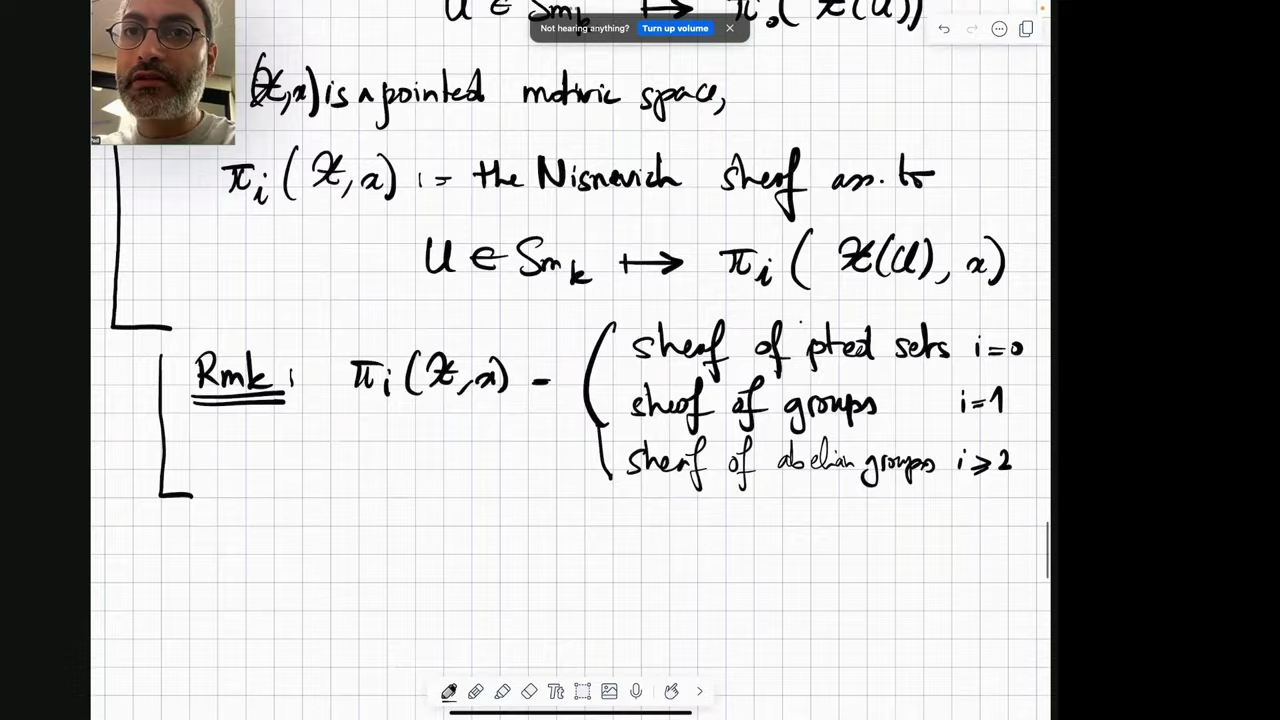 U ∈ Sm_k ↦ π_0(𝒳(U))
Not hearing anything? Turn up volume ×
(𝒳,x) is a pointed motivic space,
π_i(𝒳,x) := the Nisnevich sheaf ass. to
U ∈ Sm_k ↦ π_i(𝒳(U), x)
Rmk: π_i(𝒳,x) - ( sheaf of pted sets i=0
sheaf of groups i=1
sheaf of abelian groups i⩾2
Tt